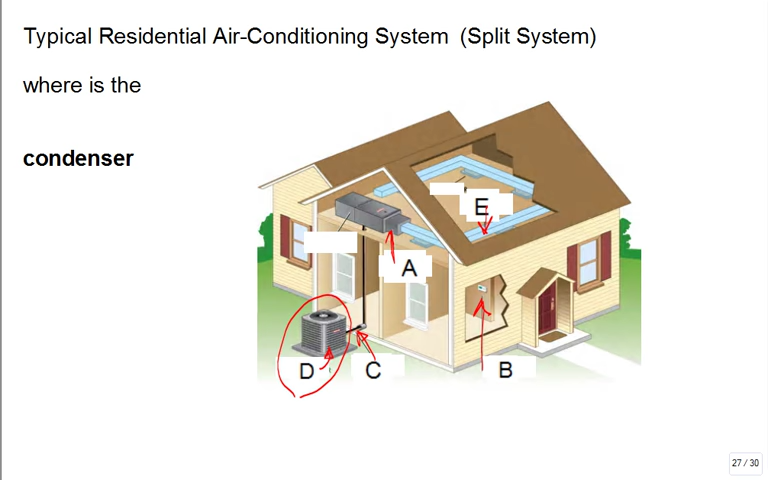 Typical Residential Air-Conditioning System (Split System)
where is the
condenser
E
A
D
C
B
27 / 30